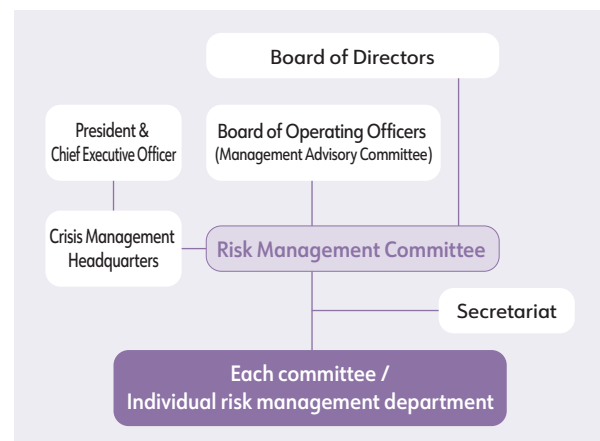 Board of Directors
President &
Chief Executive Officer
Board of Operating Officers
(Management Advisory Committee)
Crisis Management
Headquarters
Risk Management Committee
Secretariat
Each committee /
Individual risk management department